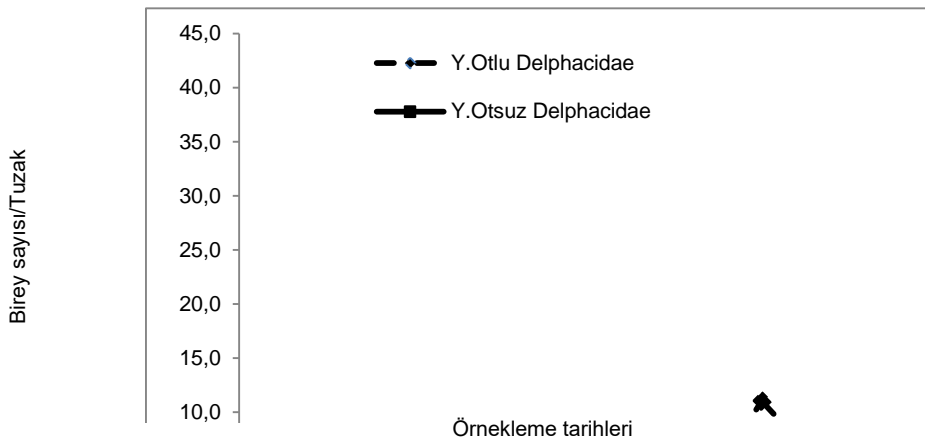 45,0
40,0
35,0
30,0
25,0
20,0
15,0
10,0
Y.Otlu Delphacidae
Y.Otsuz Delphacidae
Birey sayısı/Tuzak
Örnekleme tarihleri